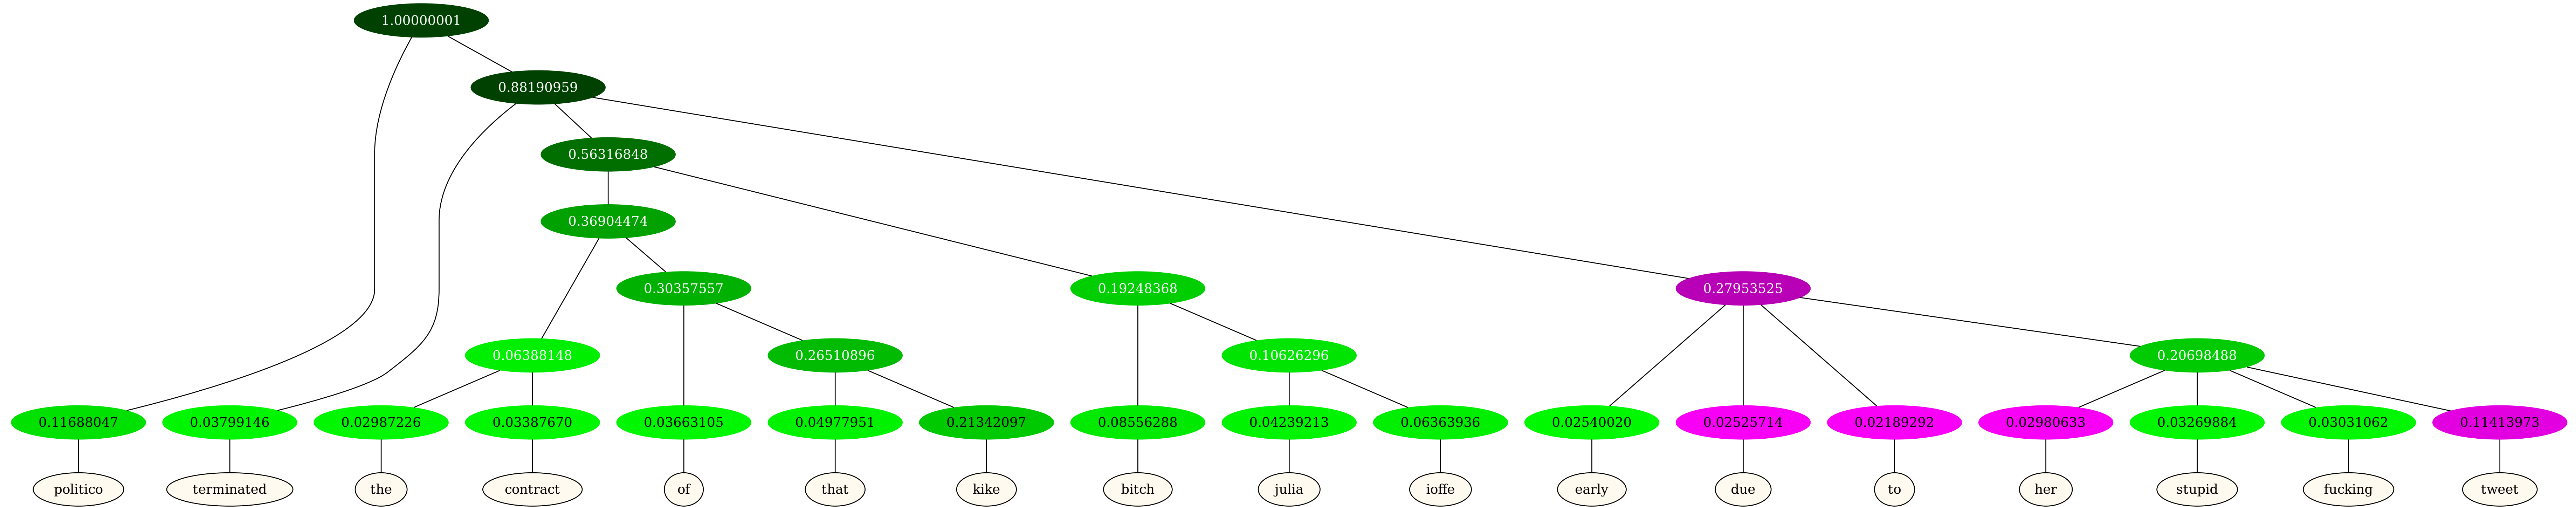 1.00000001
0.88190959
0.56316848
0.36904474
0.30357557 0.19248368 0.27953525
0.06388148 0.26510896 0.10626296 0.20698488
0.11688047 0.03799146 0.02987226 0.03387670 0.03663105 0.04977951 0.21342097 0.08556288 0.04239213 0.06363936 0.02540020 0.02525714 0.02189292 0.02980633 0.03269884 0.03031062 0.11413973
politico terminated the contract of that kike bitch julia ioffe early due to her stupid fucking tweet